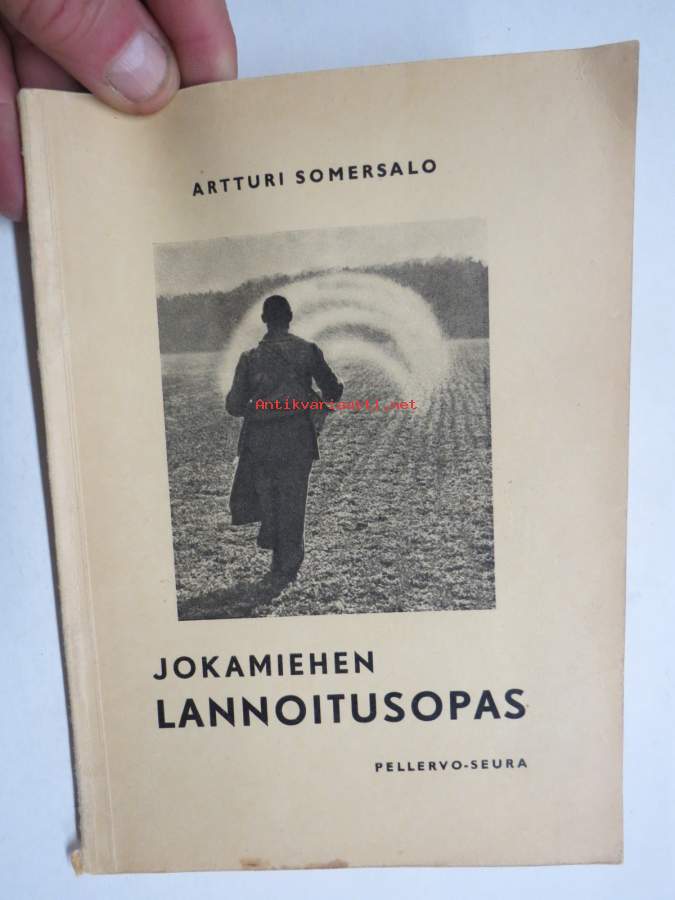 ARTTURI SOMERSALO
Antikvariaatti.net
JOKAMIEHEN
LANNOITUSOPAS
PELLERVO-SEURA